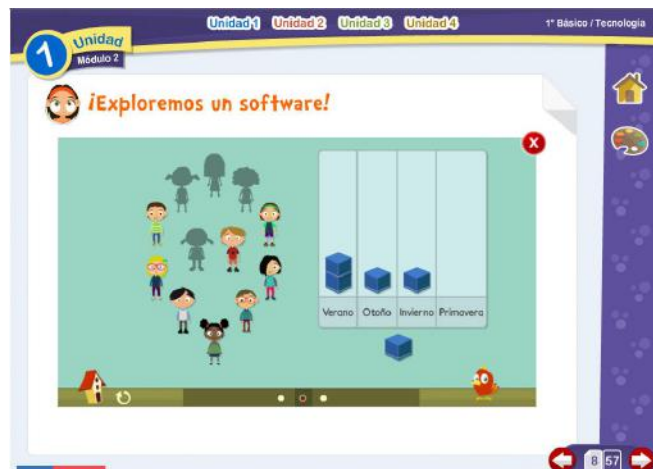 Unidad 1 Unidad 2 Unidad 3 Unidad 4
1° Básico / Tecnología
1 Unidad
Módulo 2
¡Exploremos un software!
X
Verano Otoño Invierno Primavera
8 57